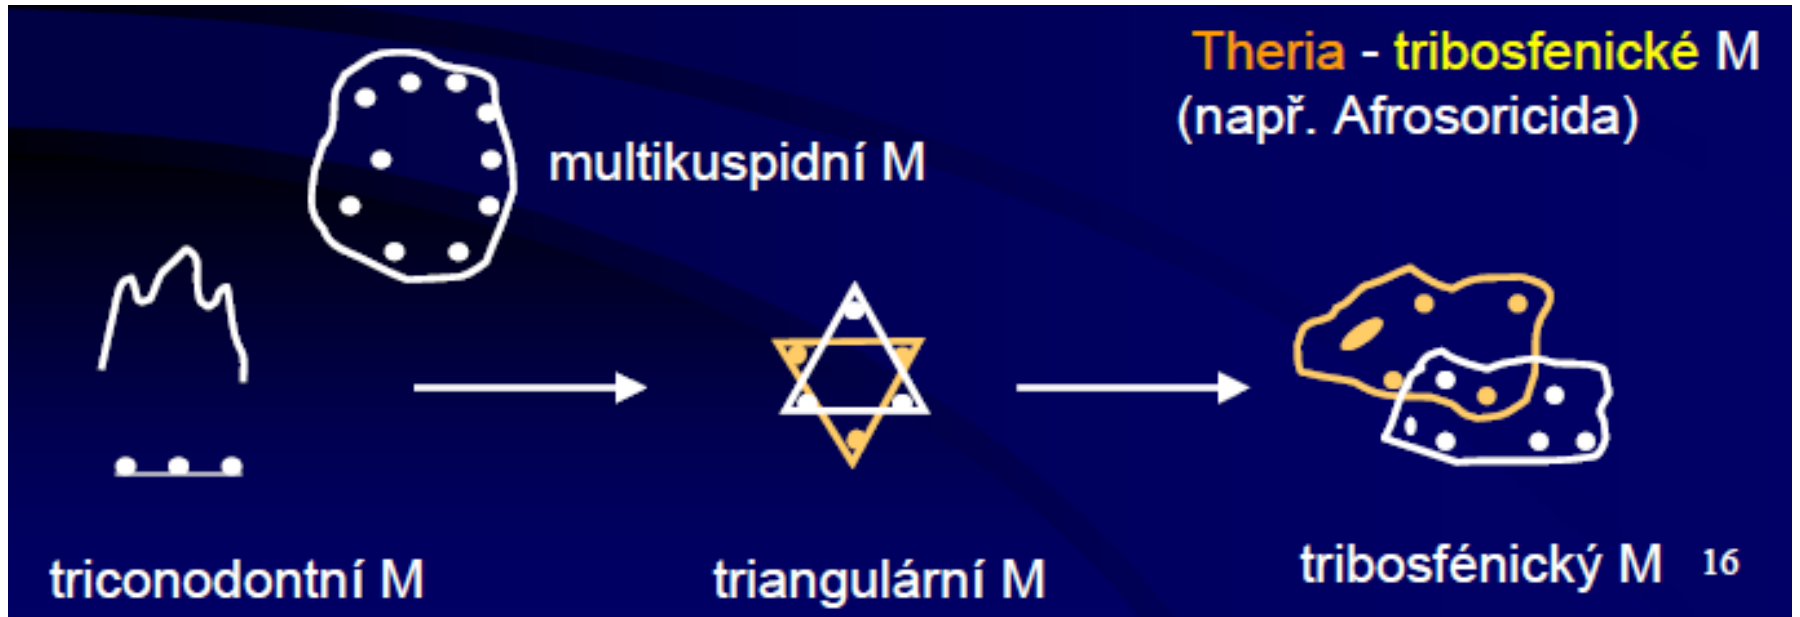 Theria - tribosfenické M
(např. Afrosoricida)
multikuspidní M
triconodontní M
triangulární M
tribosfénický M
16